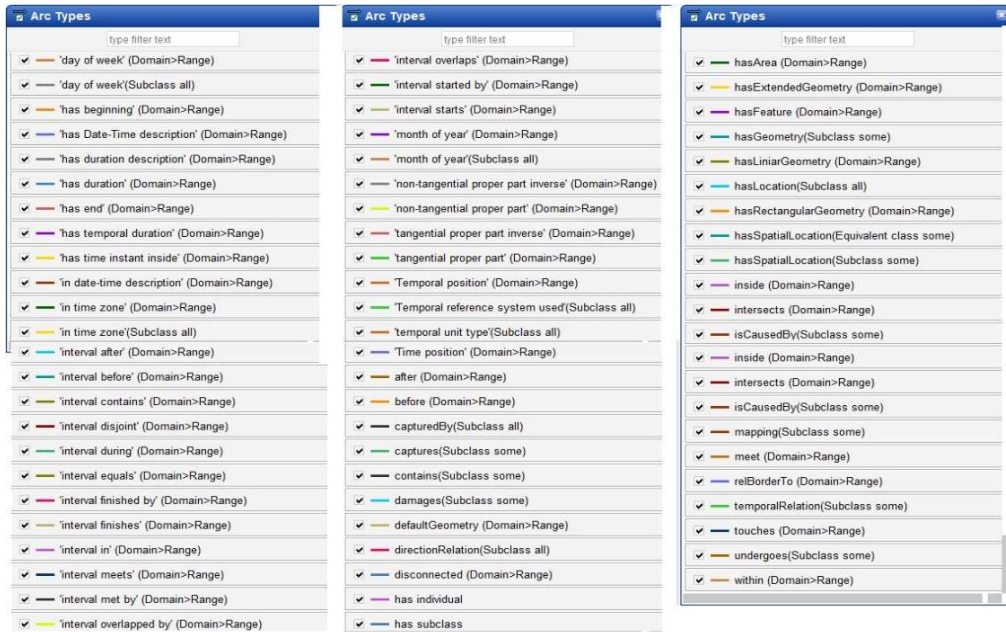 Arc Types
type filter text
'day of week' (Domain>Range)
'day of week'(Subclass all)
'has beginning' (Domain>Range)
'has Date-Time description' (Domain>Range)
'has duration description' (Domain>Range)
'has duration' (Domain>Range)
'has end' (Domain>Range)
'has temporal duration' (Domain>Range)
'has time instant inside' (Domain>Range)
'in date-time description' (Domain>Range)
'in time zone' (Domain>Range)
'in time zone'(Subclass all)
'interval after' (Domain>Range)
'interval before' (Domain>Range)
'interval contains' (Domain>Range)
'interval disjoint' (Domain>Range)
'interval during' (Domain>Range)
'interval equals' (Domain>Range)
'interval finished by' (Domain>Range)
'interval finishes' (Domain>Range)
'interval in' (Domain>Range)
'interval meets' (Domain>Range)
'interval met by' (Domain>Range)
'interval overlapped by' (Domain>Range)
Arc Types
type filter text
'interval overlaps' (Domain>Range)
'interval started by' (Domain>Range)
'interval starts' (Domain>Range)
'month of year' (Domain>Range)
'month of year'(Subclass all)
'non-tangential proper part inverse' (Domain>Range)
'non-tangential proper part' (Domain>Range)
'tangential proper part inverse' (Domain>Range)
'tangential proper part' (Domain>Range)
'Temporal position' (Domain>Range)
'Temporal reference system used'(Subclass all)
'temporal unit type'(Subclass all)
'Time position' (Domain>Range)
after (Domain>Range)
before (Domain>Range)
capturedBy(Subclass all)
captures(Subclass some)
contains(Subclass some)
damages(Subclass some)
defaultGeometry (Domain>Range)
directionRelation(Subclass all)
disconnected (Domain>Range)
has individual
has subclass
Arc Types
type filter text
hasArea (Domain>Range)
hasExtendedGeometry (Domain>Range)
hasFeature (Domain>Range)
hasGeometry(Subclass some)
hasLiniarGeometry (Domain>Range)
hasLocation(Subclass all)
hasRectangularGeometry (Domain>Range)
hasSpatialLocation(Equivalent class some)
hasSpatialLocation(Subclass some)
inside (Domain>Range)
intersects (Domain>Range)
isCausedBy(Subclass some)
inside (Domain>Range)
intersects (Domain>Range)
isCausedBy(Subclass some)
mapping(Subclass some)
meet (Domain>Range)
relBorderTo (Domain>Range)
temporalRelation(Subclass some)
touches (Domain>Range)
undergoes(Subclass some)
within (Domain>Range)